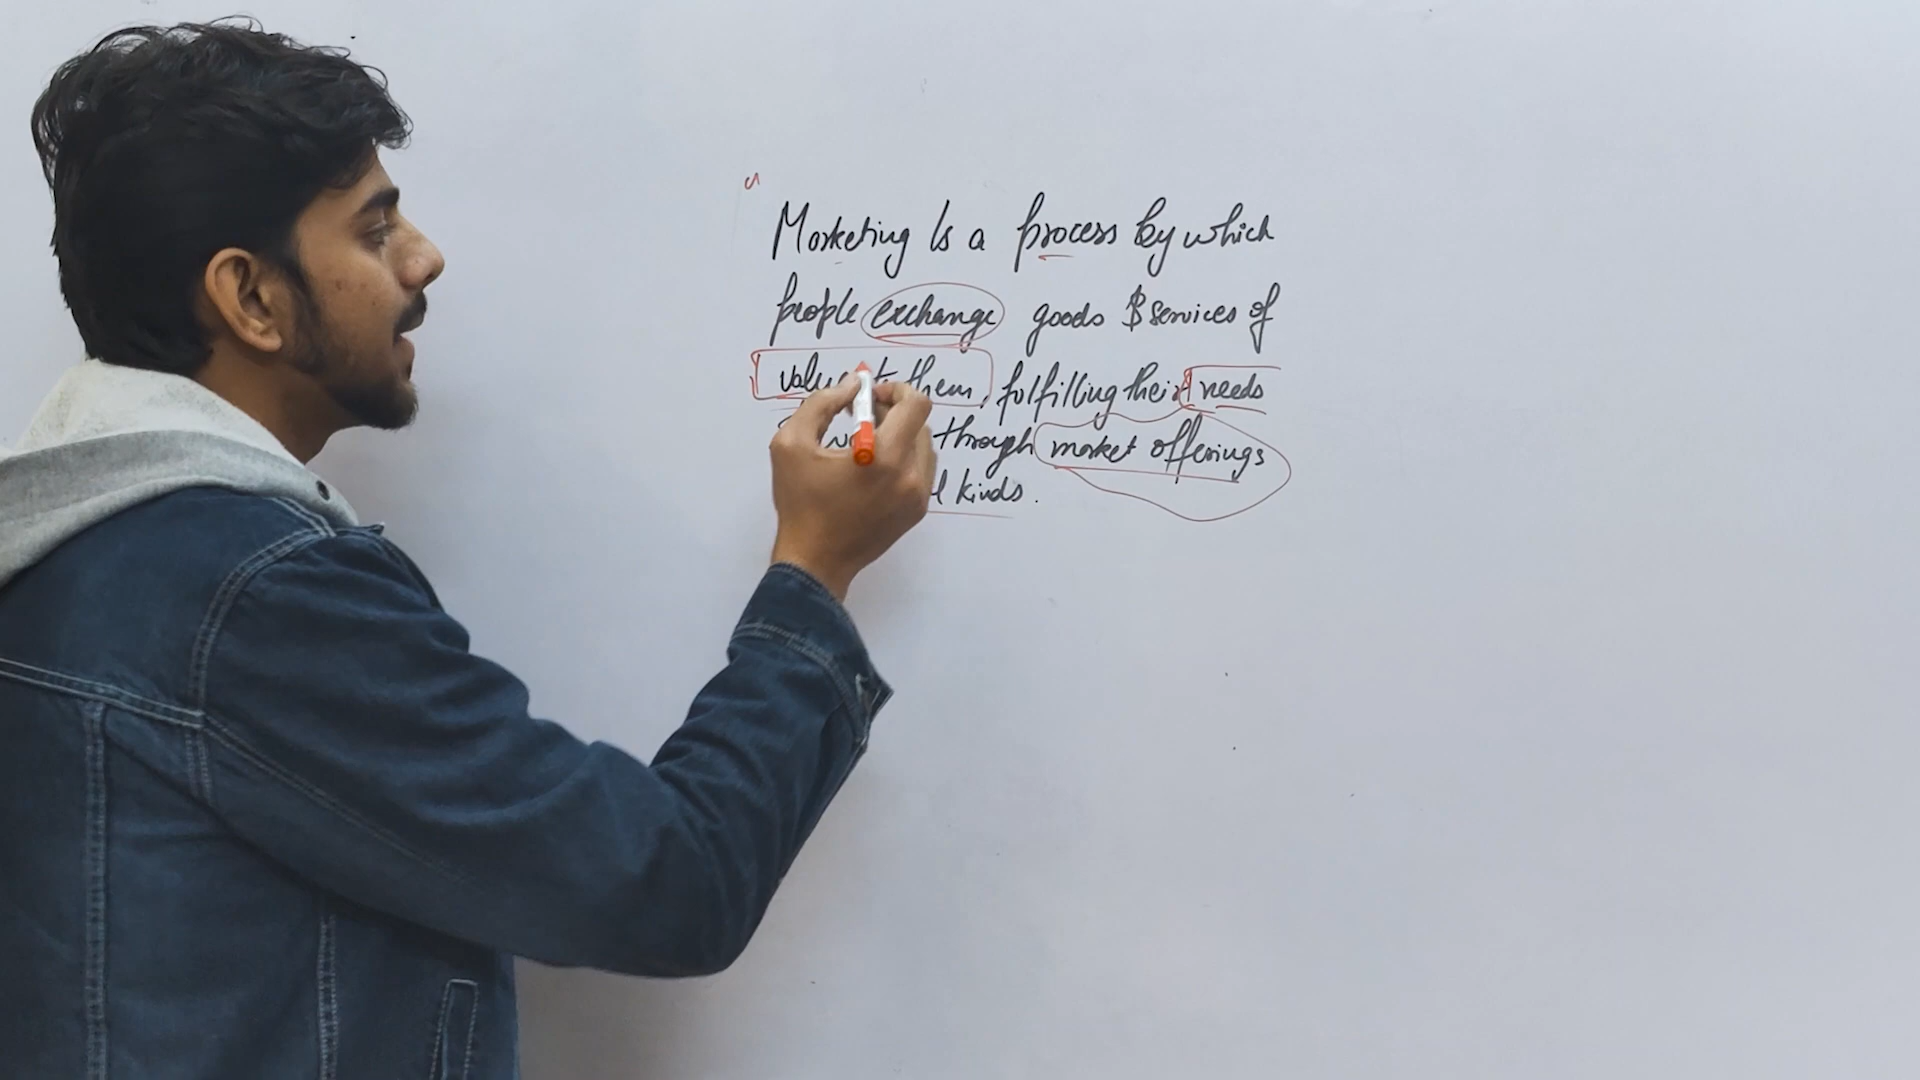 Marketing Is a process by which
people exchange goods & services of
value to them, fulfilling their needs
through market offerings
kinds.